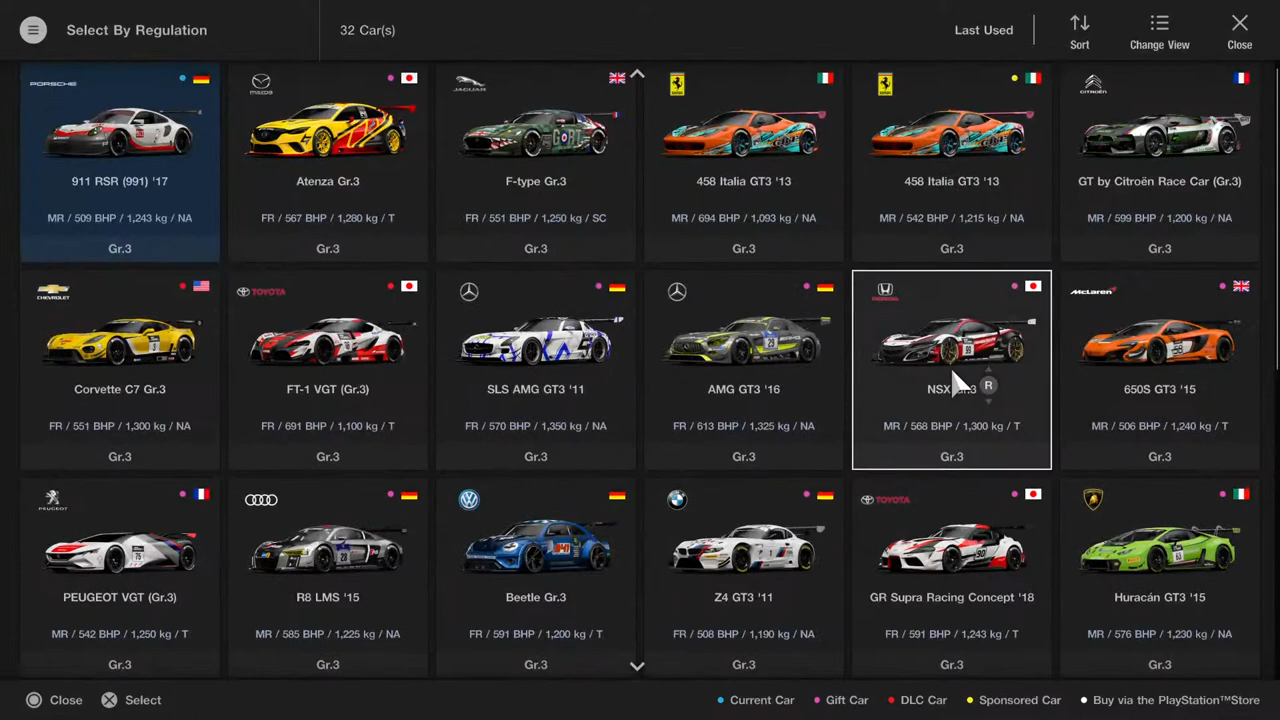 Select By Regulation
32 Car(s)
Last Used
Sort
Change View
Close
PORSCHE
911 RSR (991) '17
MR / 509 BHP / 1,243 kg / NA
Gr.3
mazda
Atenza Gr.3
FR / 567 BHP / 1,280 kg / T
Gr.3
JAGUAR
F-type Gr.3
FR / 551 BHP / 1,250 kg / SC
Gr.3
458 Italia GT3 '13
MR / 694 BHP / 1,093 kg / NA
Gr.3
458 Italia GT3 '13
MR / 542 BHP / 1,215 kg / NA
Gr.3
CITROËN
GT by Citroën Race Car (Gr.3)
MR / 599 BHP / 1,200 kg / NA
Gr.3
CHEVROLET
Corvette C7 Gr.3
FR / 551 BHP / 1,300 kg / NA
Gr.3
TOYOTA
FT-1 VGT (Gr.3)
FR / 691 BHP / 1,100 kg / T
Gr.3
SLS AMG GT3 '11
FR / 570 BHP / 1,350 kg / NA
Gr.3
AMG GT3 '16
FR / 613 BHP / 1,325 kg / NA
Gr.3
HONDA
R
MR / 568 BHP / 1,300 kg / T
Gr.3
McLaren
650S GT3 '15
MR / 506 BHP / 1,240 kg / T
Gr.3
PEUGEOT
PEUGEOT VGT (Gr.3)
MR / 542 BHP / 1,250 kg / T
Gr.3
Audi R8 LMS '15
MR / 585 BHP / 1,225 kg / NA
Gr.3
Beetle Gr.3
FR / 591 BHP / 1,200 kg / T
Gr.3
Z4 GT3 '11
FR / 508 BHP / 1,190 kg / NA
Gr.3
TOYOTA
GR Supra Racing Concept '18
FR / 591 BHP / 1,243 kg / T
Gr.3
Huracán GT3 '15
MR / 576 BHP / 1,230 kg / NA
Gr.3
Close
Select
Current Car
Gift Car
DLC Car
Sponsored Car
Buy via the PlayStation™Store